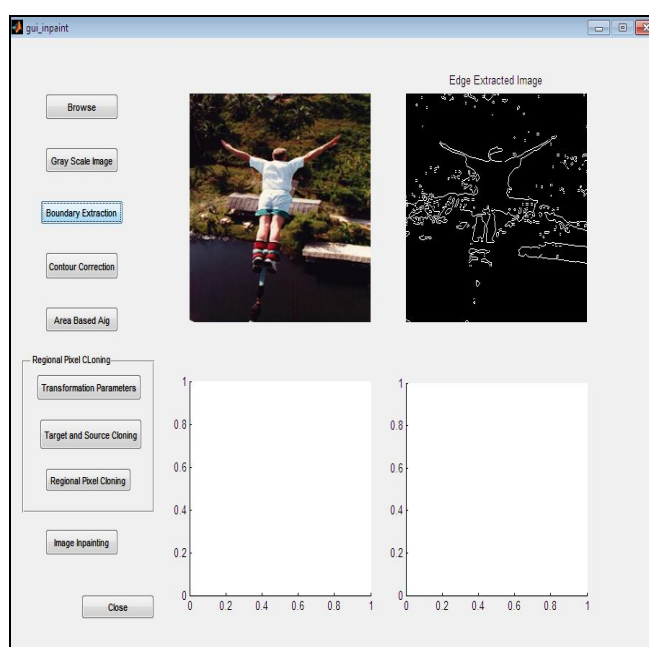 gui_inpaint
Edge Extracted Image
Browse
Gray Scale Image
Boundary Extraction
Contour Correction
Area Based Alg
Regional Pixel CLoning
Transformation Parameters
Target and Source Cloning
Regional Pixel Cloning
Image Inpainting
Close
1
0.8
0.6
0.4
0.2
0
0 0.2 0.4 0.6 0.8 1
1
0.8
0.6
0.4
0.2
0
0 0.2 0.4 0.6 0.8 1